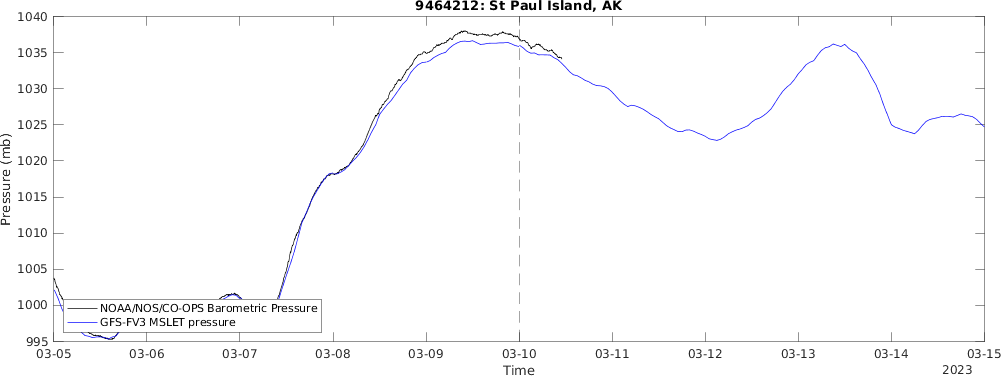 9464212: St Paul Island, AK
1040
1035
1030
1025
1020
1015
1010
1005
1000
995
Pressure (mb)
NOAA/NOS/CO-OPS Barometric Pressure
GFS-FV3 MSLET pressure
03-05 03-06 03-07 03-08 03-09 03-10 03-11 03-12 03-13 03-14 03-15
Time
2023